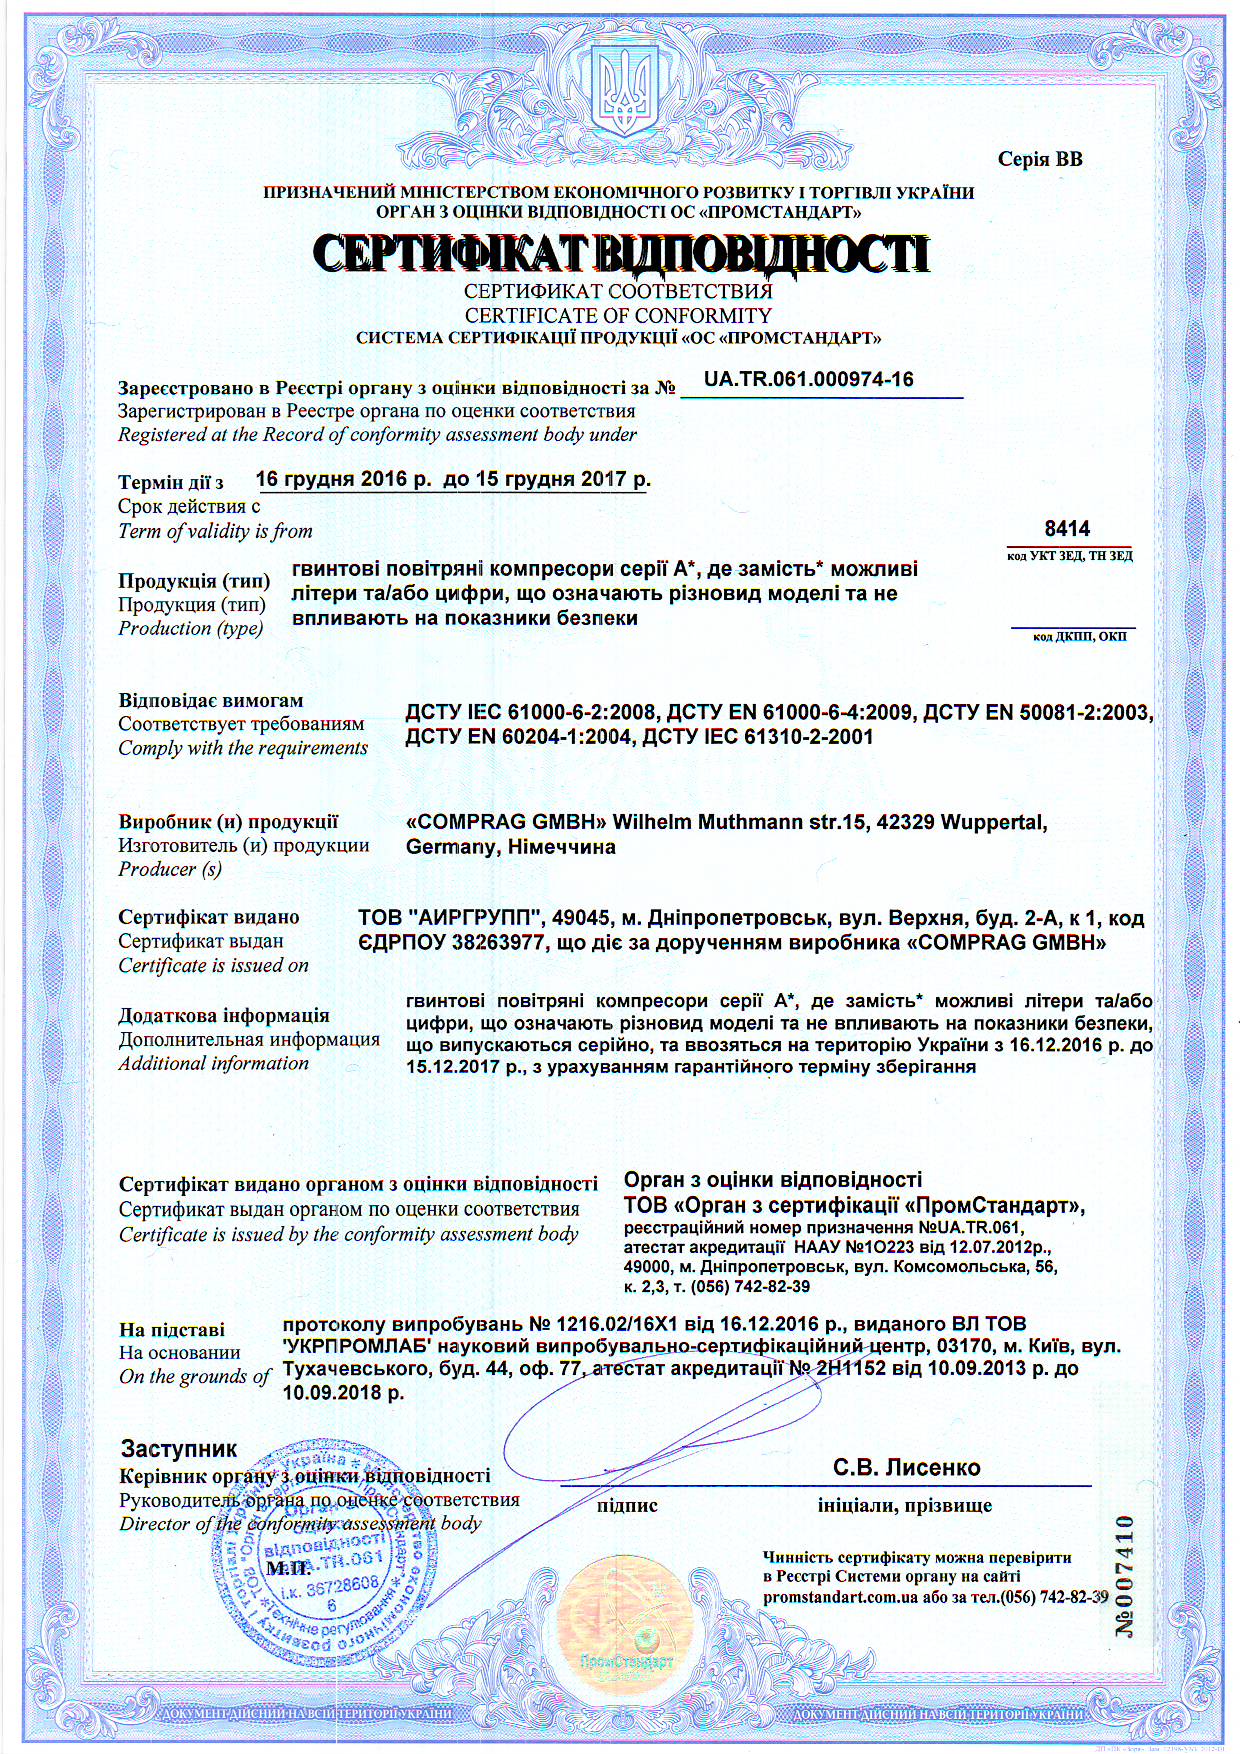 Серія ВВ
ПРИЗНАЧЕНИЙ МІНІСТЕРСТВОМ ЕКОНОМІЧНОГО РОЗВИТКУ І ТОРГІВЛІ УКРАЇНИ
ОРГАН З ОЦІНКИ ВІДПОВІДНОСТІ ОС «ПРОМСТАНДАРТ»
СЕРТИФІКАТ ВІДПОВІДНОСТІ
СЕРТИФИКАТ СООТВЕТСТВИЯ
CERTIFICATE OF CONFORMITY
СИСТЕМА СЕРТИФІКАЦІЇ ПРОДУКЦІЇ «ОС «ПРОМСТАНДАРТ»
Зареєстровано в Реєстрі органу з оцінки відповідності за № UA.TR.061.000974-16
Зарегистрирован в Реестре органа по оценки соответствия
Registered at the Record of conformity assessment body under
Термін дії з 16 грудня 2016 р. до 15 грудня 2017 р.
Срок действия с
Term of validity is from
8414
код УКТ ЗЕД, ТН ЗЕД
Продукція (тип)
Продукция (тип)
Production (type)
гвинтові повітряні компресори серії А*, де замість* можливі
літери та/або цифри, що означають різновид моделі та не
впливають на показники безпеки
код ДКПП, ОКП
Відповідає вимогам
Соответствует требованиям
Comply with the requirements
ДСТУ IEC 61000-6-2:2008, ДСТУ EN 61000-6-4:2009, ДСТУ EN 50081-2:2003,
ДСТУ EN 60204-1:2004, ДСТУ IEC 61310-2-2001
Виробник (и) продукції
Изготовитель (и) продукции
Producer (s)
«COMPRAG GMBH» Wilhelm Muthmann str.15, 42329 Wuppertal,
Germany, Німеччина
Сертифікат видано
Сертификат выдан
Certificate is issued on
ТОВ "АИРГРУПП", 49045, м. Дніпропетровськ, вул. Верхня, буд. 2-А, к 1, код
ЄДРПОУ 38263977, що діє за дорученням виробника «COMPRAG GMBH»
Додаткова інформація
Дополнительная информация
Additional information
гвинтові повітряні компресори серії А*, де замість* можливі літери та/або
цифри, що означають різновид моделі та не впливають на показники безпеки,
що випускаються серійно, та ввозяться на територію України з 16.12.2016 р. до
15.12.2017 р., з урахуванням гарантійного терміну зберігання
Сертифікат видано органом з оцінки відповідності
Сертификат выдан органом по оценки соответствия
Certificate is issued by the conformity assessment body
Орган з оцінки відповідності
ТОВ «Орган з сертифікації «ПромСтандарт»,
реєстраційний номер призначення №UA.TR.061,
атестат акредитації НААУ №1О223 від 12.07.2012р.,
49000, м. Дніпропетровськ, вул. Комсомольська, 56,
к. 2,3, т. (056) 742-82-39
На підставі
На основании
On the grounds of
протоколу випробувань № 1216.02/16Х1 від 16.12.2016 р., виданого ВЛ ТОВ
'УКРПРОМЛАБ' науковий випробувально-сертифікаційний центр, 03170, м. Київ, вул.
Тухачевського, буд. 44, оф. 77, атестат акредитації № 2Н1152 від 10.09.2013 р. до
10.09.2018 р.
Заступник
Керівник органу з оцінки відповідності
Руководитель органа по оценке соответствия
Director of the conformity assessment body
С.В. Лисенко
підпис
ініціали, прізвище
М.П.
відповідності
UA.TR.061
і.к. 36728608
6
Чинність сертифікату можна перевірити
в Реєстрі Системи органу на сайті
promstandart.com.ua або за тел.(056) 742-82-39
№007410
ПромСтандарт
ДОКУМЕНТ ДІЙСНИЙ НА ВСІЙ ТЕРИТОРІЇ УКРАЇНИ
ДОКУМЕНТ ДІЙСНИЙ НА ВСІЙ ТЕРИТОРІЇ УКРАЇНИ